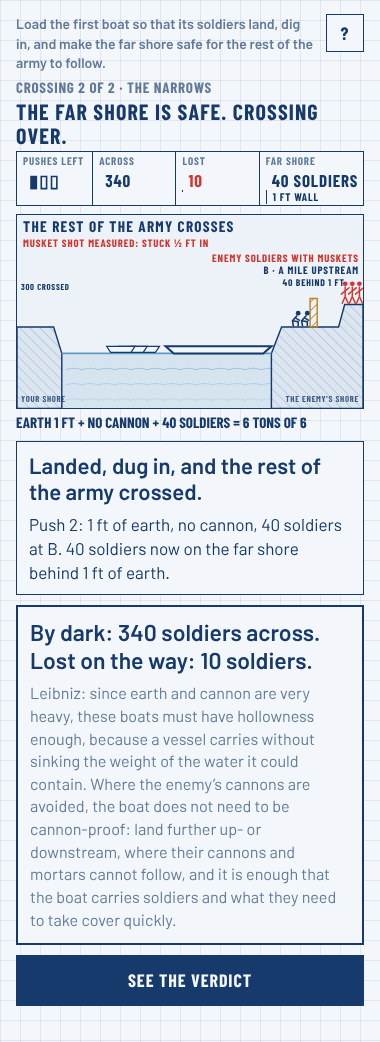 Load the first boat so that its soldiers land, dig
in, and make the far shore safe for the rest of the
army to follow.
?
CROSSING 2 OF 2 · THE NARROWS
THE FAR SHORE IS SAFE. CROSSING
OVER.
PUSHES LEFT
ACROSS
340
LOST
10
FAR SHORE
40 SOLDIERS
1 FT WALL
THE REST OF THE ARMY CROSSES
MUSKET SHOT MEASURED: STUCK ½ FT IN
ENEMY SOLDIERS WITH MUSKETS
B · A MILE UPSTREAM
40 BEHIND 1 FT
300 CROSSED
YOUR SHORE
THE ENEMY'S SHORE
EARTH 1 FT + NO CANNON + 40 SOLDIERS = 6 TONS OF 6
Landed, dug in, and the rest of
the army crossed.
Push 2: 1 ft of earth, no cannon, 40 soldiers
at B. 40 soldiers now on the far shore
behind 1 ft of earth.
By dark: 340 soldiers across.
Lost on the way: 10 soldiers.
Leibniz: since earth and cannon are very
heavy, these boats must have hollowness
enough, because a vessel carries without
sinking the weight of the water it could
contain. Where the enemy's cannons are
avoided, the boat does not need to be
cannon-proof: land further up- or
downstream, where their cannons and
mortars cannot follow, and it is enough that
the boat carries soldiers and what they need
to take cover quickly.
SEE THE VERDICT